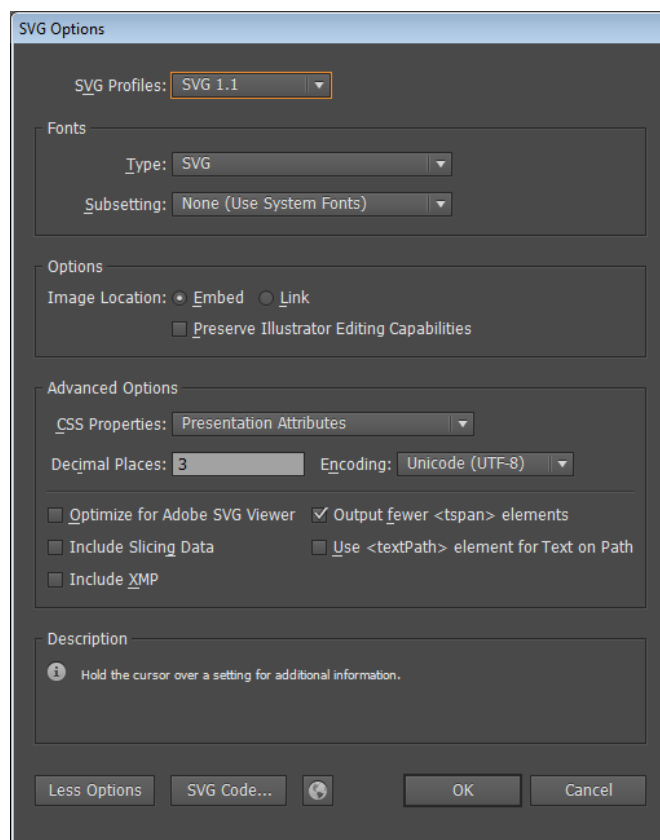 SVG Options
SVG Profiles: SVG 1.1
Fonts
Type: SVG
Subsetting: None (Use System Fonts)
Options
Image Location: Embed Link
Preserve Illustrator Editing Capabilities
Advanced Options
CSS Properties: Presentation Attributes
Decimal Places: 3 Encoding: Unicode (UTF-8)
Optimize for Adobe SVG Viewer Output fewer <tspan> elements
Include Slicing Data Use <textPath> element for Text on Path
Include XMP
Description
Hold the cursor over a setting for additional information.
Less Options SVG Code... OK Cancel